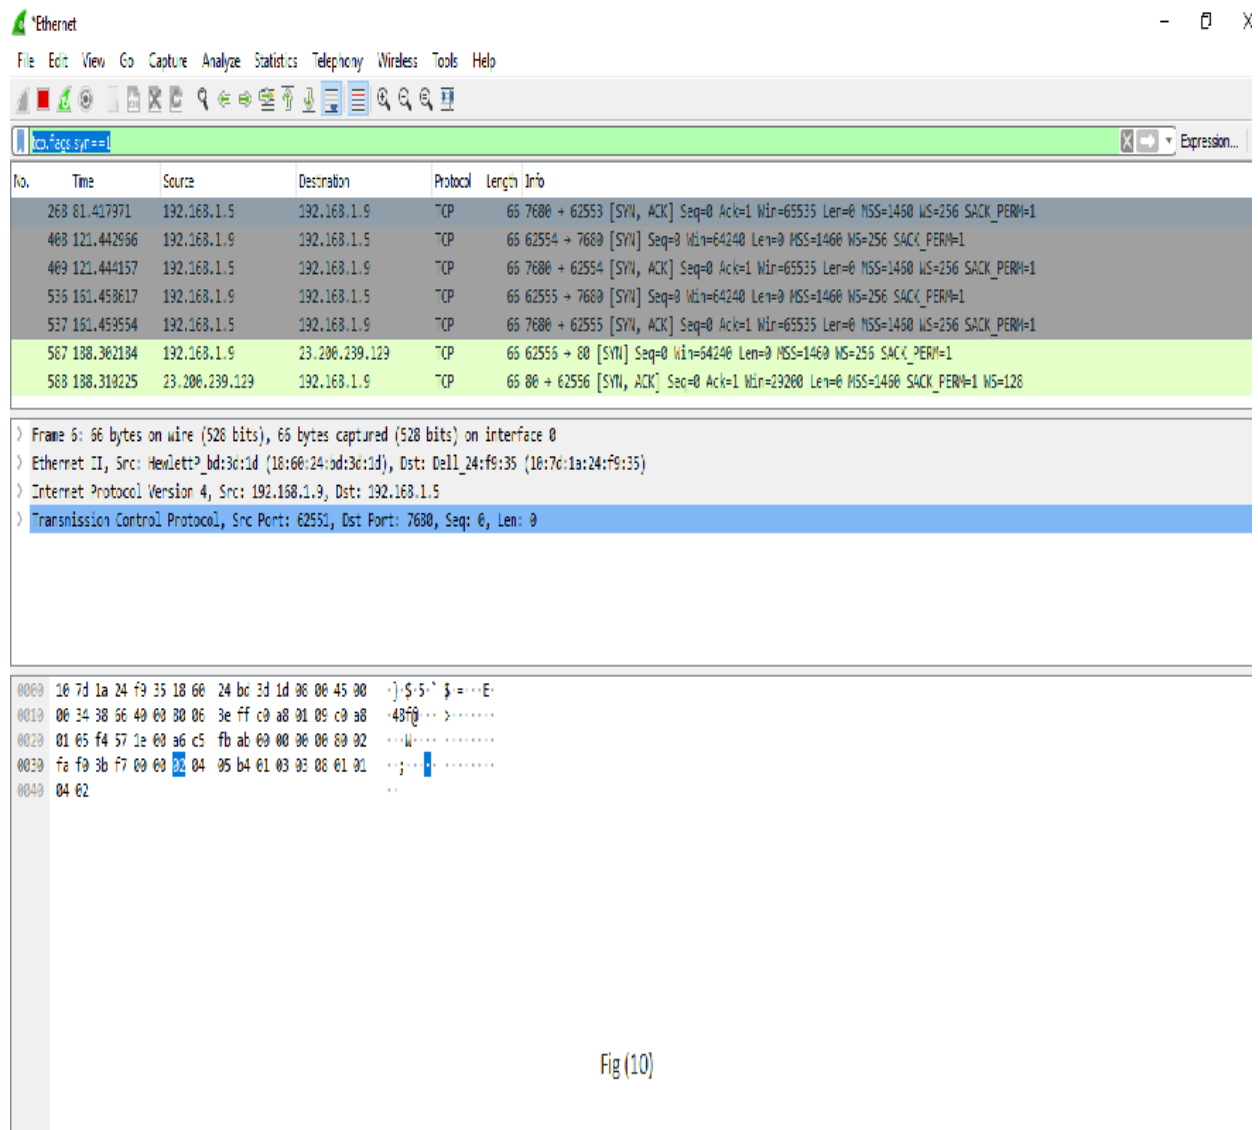 *Ethernet
File Edit View Go Capture Analyze Statistics Telephony Wireless Tools Help
tcp.flags.syn==1 Expression...
No. Time Source Destination Protocol Length Info
268 81.417971 192.168.1.5 192.168.1.9 TCP 66 7680 → 62553 [SYN, ACK] Seq=0 Ack=1 Win=65535 Len=0 MSS=1460 WS=256 SACK_PERM=1
408 121.442966 192.168.1.9 192.168.1.5 TCP 66 62554 → 7680 [SYN] Seq=0 Win=64240 Len=0 MSS=1460 WS=256 SACK_PERM=1
409 121.444157 192.168.1.5 192.168.1.9 TCP 66 7680 → 62554 [SYN, ACK] Seq=0 Ack=1 Win=65535 Len=0 MSS=1460 WS=256 SACK_PERM=1
536 161.458617 192.168.1.9 192.168.1.5 TCP 66 62555 → 7680 [SYN] Seq=0 Win=64240 Len=0 MSS=1460 WS=256 SACK_PERM=1
537 161.459554 192.168.1.5 192.168.1.9 TCP 66 7680 → 62555 [SYN, ACK] Seq=0 Ack=1 Win=65535 Len=0 MSS=1460 WS=256 SACK_PERM=1
587 188.302184 192.168.1.9 23.200.239.129 TCP 66 62556 → 80 [SYN] Seq=0 Win=64240 Len=0 MSS=1460 WS=256 SACK_PERM=1
588 188.310225 23.200.239.129 192.168.1.9 TCP 66 80 → 62556 [SYN, ACK] Seq=0 Ack=1 Win=29200 Len=0 MSS=1460 SACK_PERM=1 WS=128
Frame 6: 66 bytes on wire (528 bits), 66 bytes captured (528 bits) on interface 0
Ethernet II, Src: HewlettP_bd:3d:1d (18:60:24:bd:3d:1d), Dst: Dell_24:f9:35 (10:7d:1a:24:f9:35)
Internet Protocol Version 4, Src: 192.168.1.9, Dst: 192.168.1.5
Transmission Control Protocol, Src Port: 62551, Dst Port: 7680, Seq: 0, Len: 0
0000 10 7d 1a 24 f9 35 18 60 24 bd 3d 1d 08 00 45 00 ·}·$·5·` $·=···E·
0010 00 34 38 66 40 00 80 06 3e ff c0 a8 01 09 c0 a8 ·48f@··· >·······
0020 01 05 f4 57 1e 00 a6 c5 fb ab 00 00 00 00 80 02 ···W···· ········
0030 fa f0 3b f7 00 00 02 04 05 b4 01 03 03 08 01 01 ··;····· ········
0040 04 02 ··
Fig (10)